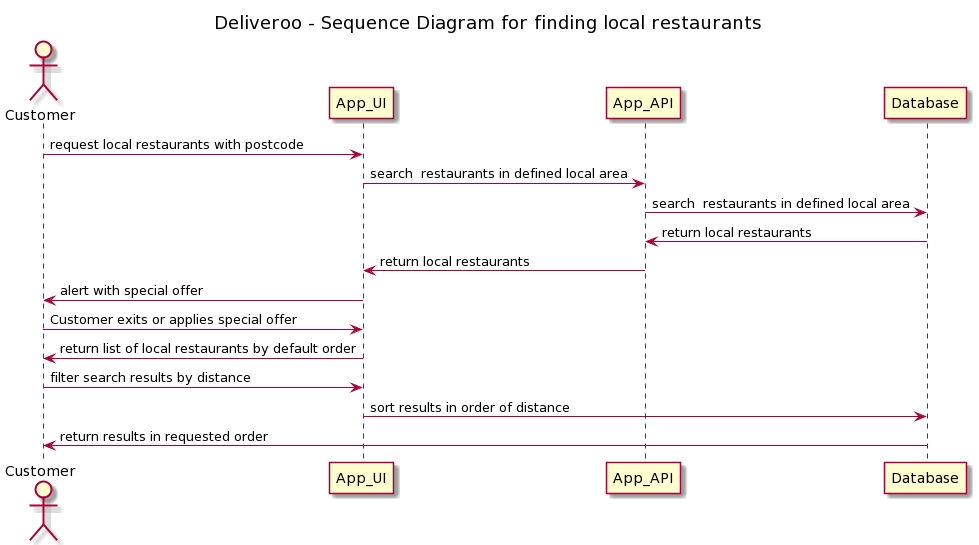 Deliveroo - Sequence Diagram for finding local restaurants
Customer
App_UI
App_API
Database
request local restaurants with postcode
search  restaurants in defined local area
search  restaurants in defined local area
return local restaurants
return local restaurants
alert with special offer
Customer exits or applies special offer
return list of local restaurants by default order
filter search results by distance
sort results in order of distance
return results in requested order
Customer
App_UI
App_API
Database